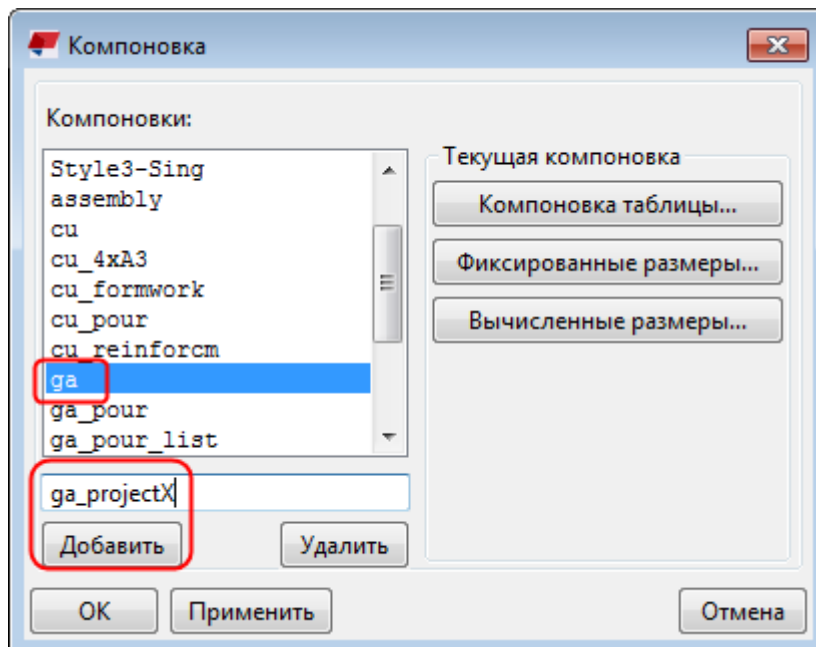 Компоновка
Компоновки:
Style3-Sing
assembly
cu
cu_4xA3
cu_formwork
cu_pour
cu_reinforcm
ga
ga_pour
ga_pour_list
ga_projectX
Добавить
Удалить
Текущая компоновка
Компоновка таблицы...
Фиксированные размеры...
Вычисленные размеры...
OK
Применить
Отмена